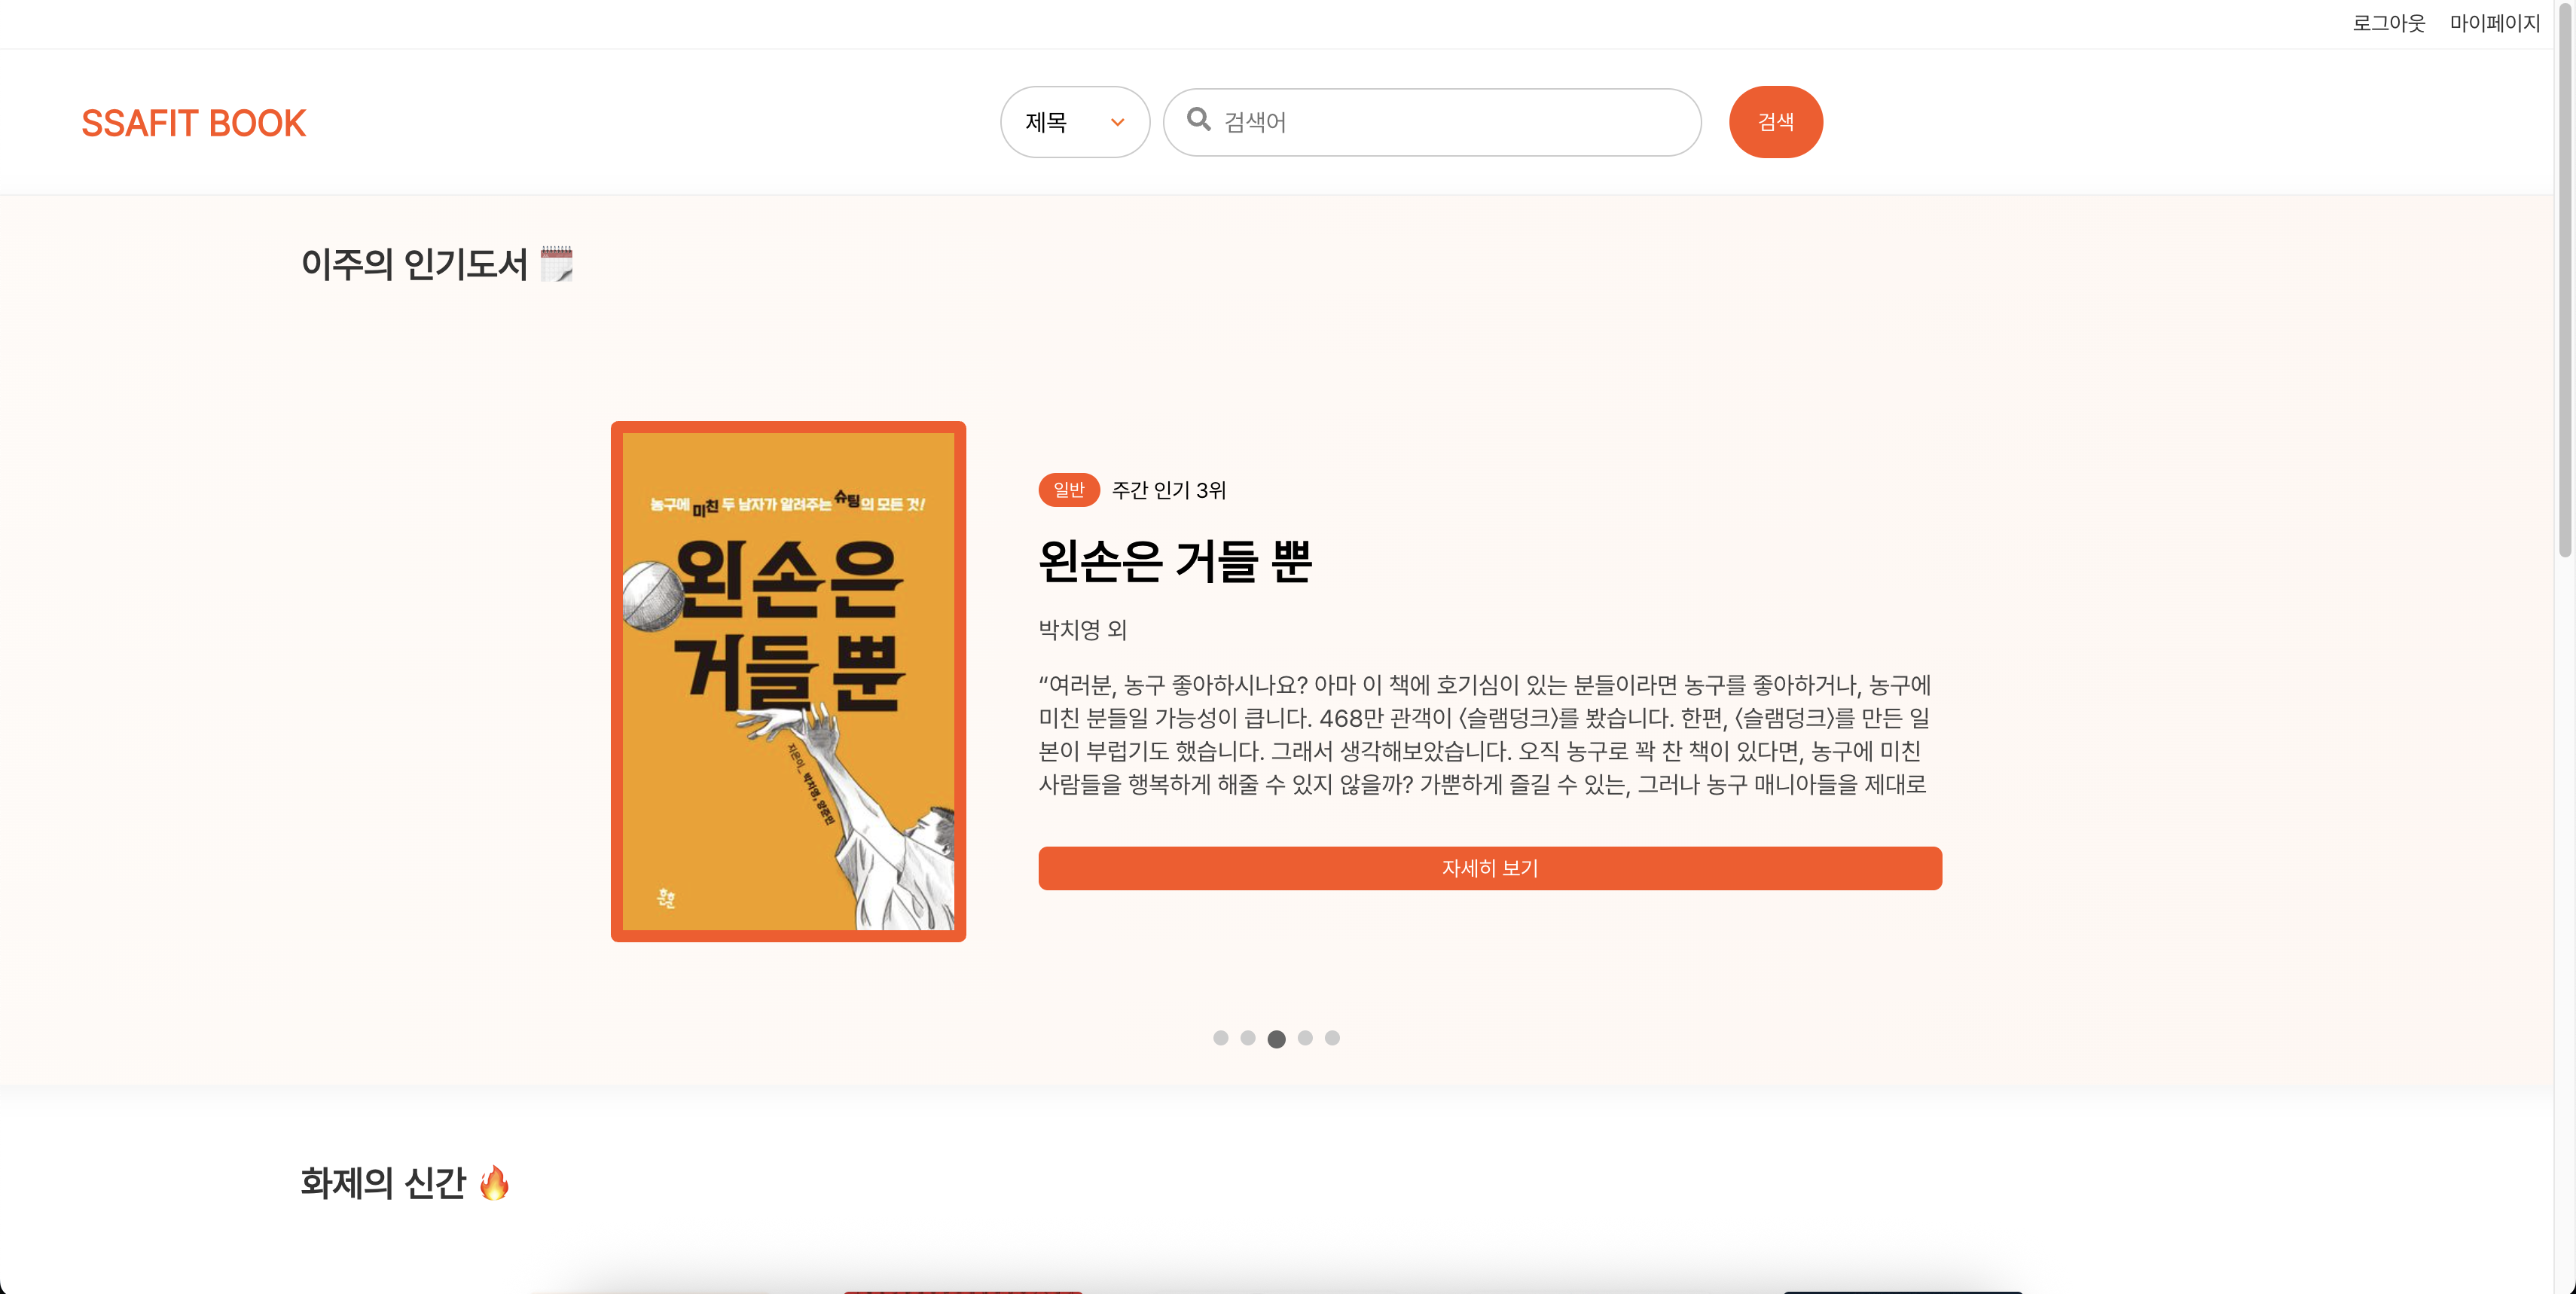 로그아웃 마이페이지
SSAFIT BOOK
제목
검색어
검색
이주의 인기도서
농구에 미친 두 남자가 알려주는 슈팅의 모든 것!
왼손은
거들 뿐
지은이_ 박치영, 양준민
훈훈
일반 주간 인기 3위
왼손은 거들 뿐
박치영 외
“여러분, 농구 좋아하시나요? 아마 이 책에 호기심이 있는 분들이라면 농구를 좋아하거나, 농구에
미친 분들일 가능성이 큽니다. 468만 관객이 〈슬램덩크〉를 봤습니다. 한편, 〈슬램덩크〉를 만든 일
본이 부럽기도 했습니다. 그래서 생각해보았습니다. 오직 농구로 꽉 찬 책이 있다면, 농구에 미친
사람들을 행복하게 해줄 수 있지 않을까? 가뿐하게 즐길 수 있는, 그러나 농구 매니아들을 제대로
자세히 보기
화제의 신간